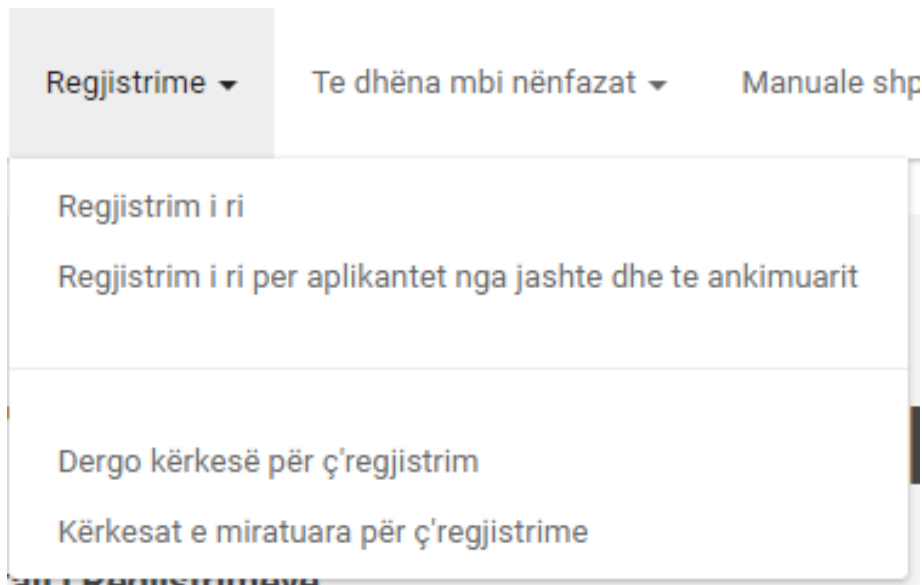 Regjistrime Te dhëna mbi nënfazat Manuale
Regjistrim i ri
Regjistrim i ri per aplikantet nga jashte dhe te ankimuarit
Dergo kërkesë për ç'regjistrim
Kërkesat e miratuara për ç'regjistrime